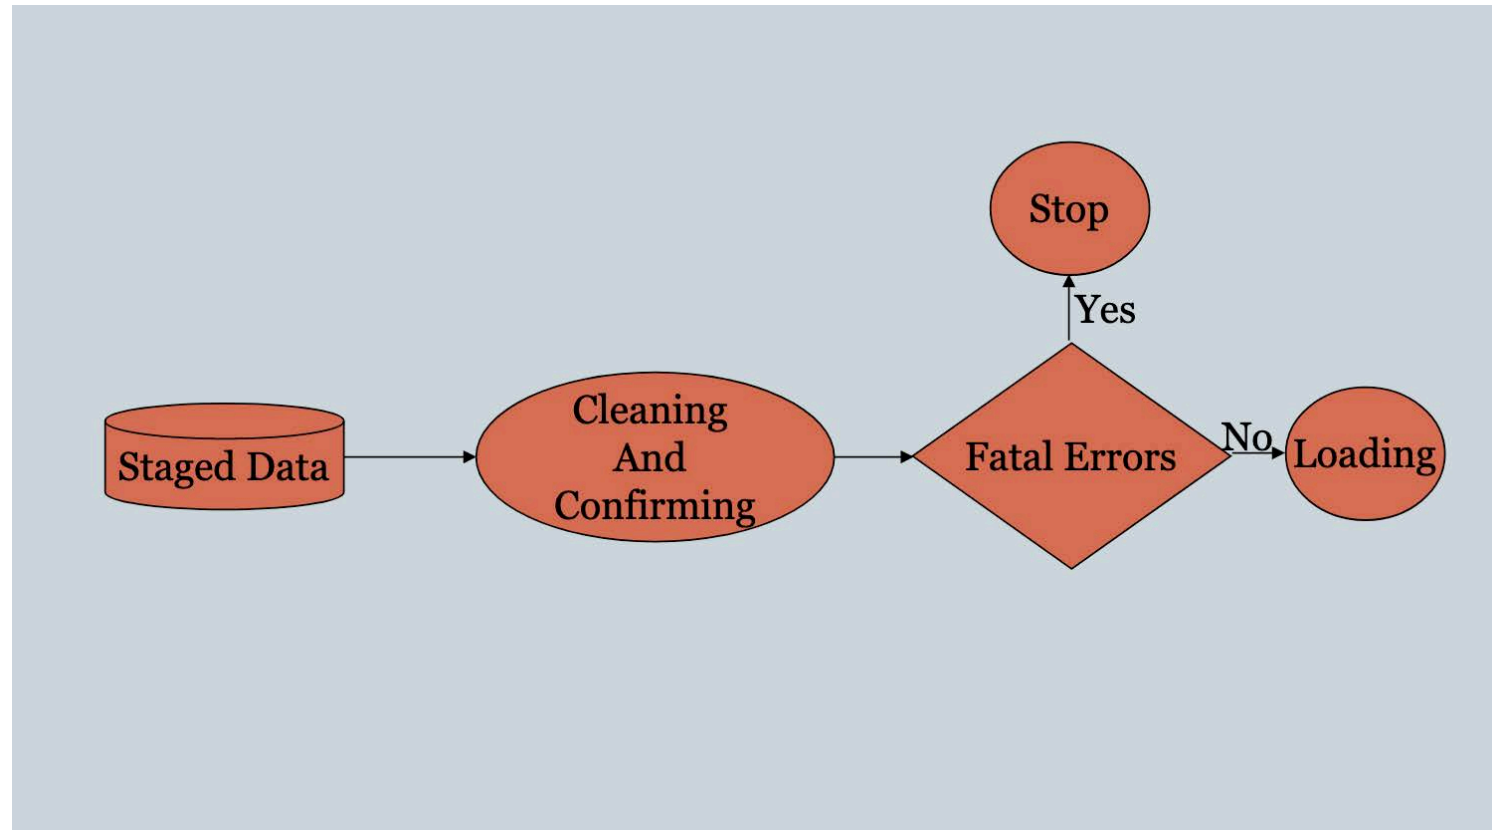 Stop
Yes
Cleaning
And
Confirming
Staged Data
Fatal Errors
No
Loading